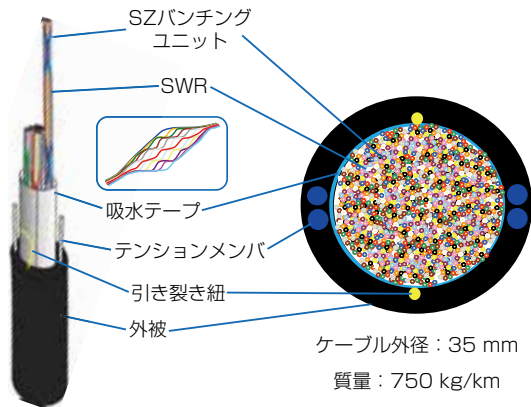 SZバンチング
ユニット
SWR
吸水テープ
テンションメンバ
引き裂き紐
外被
ケーブル外径：35 mm
質量：750 kg/km